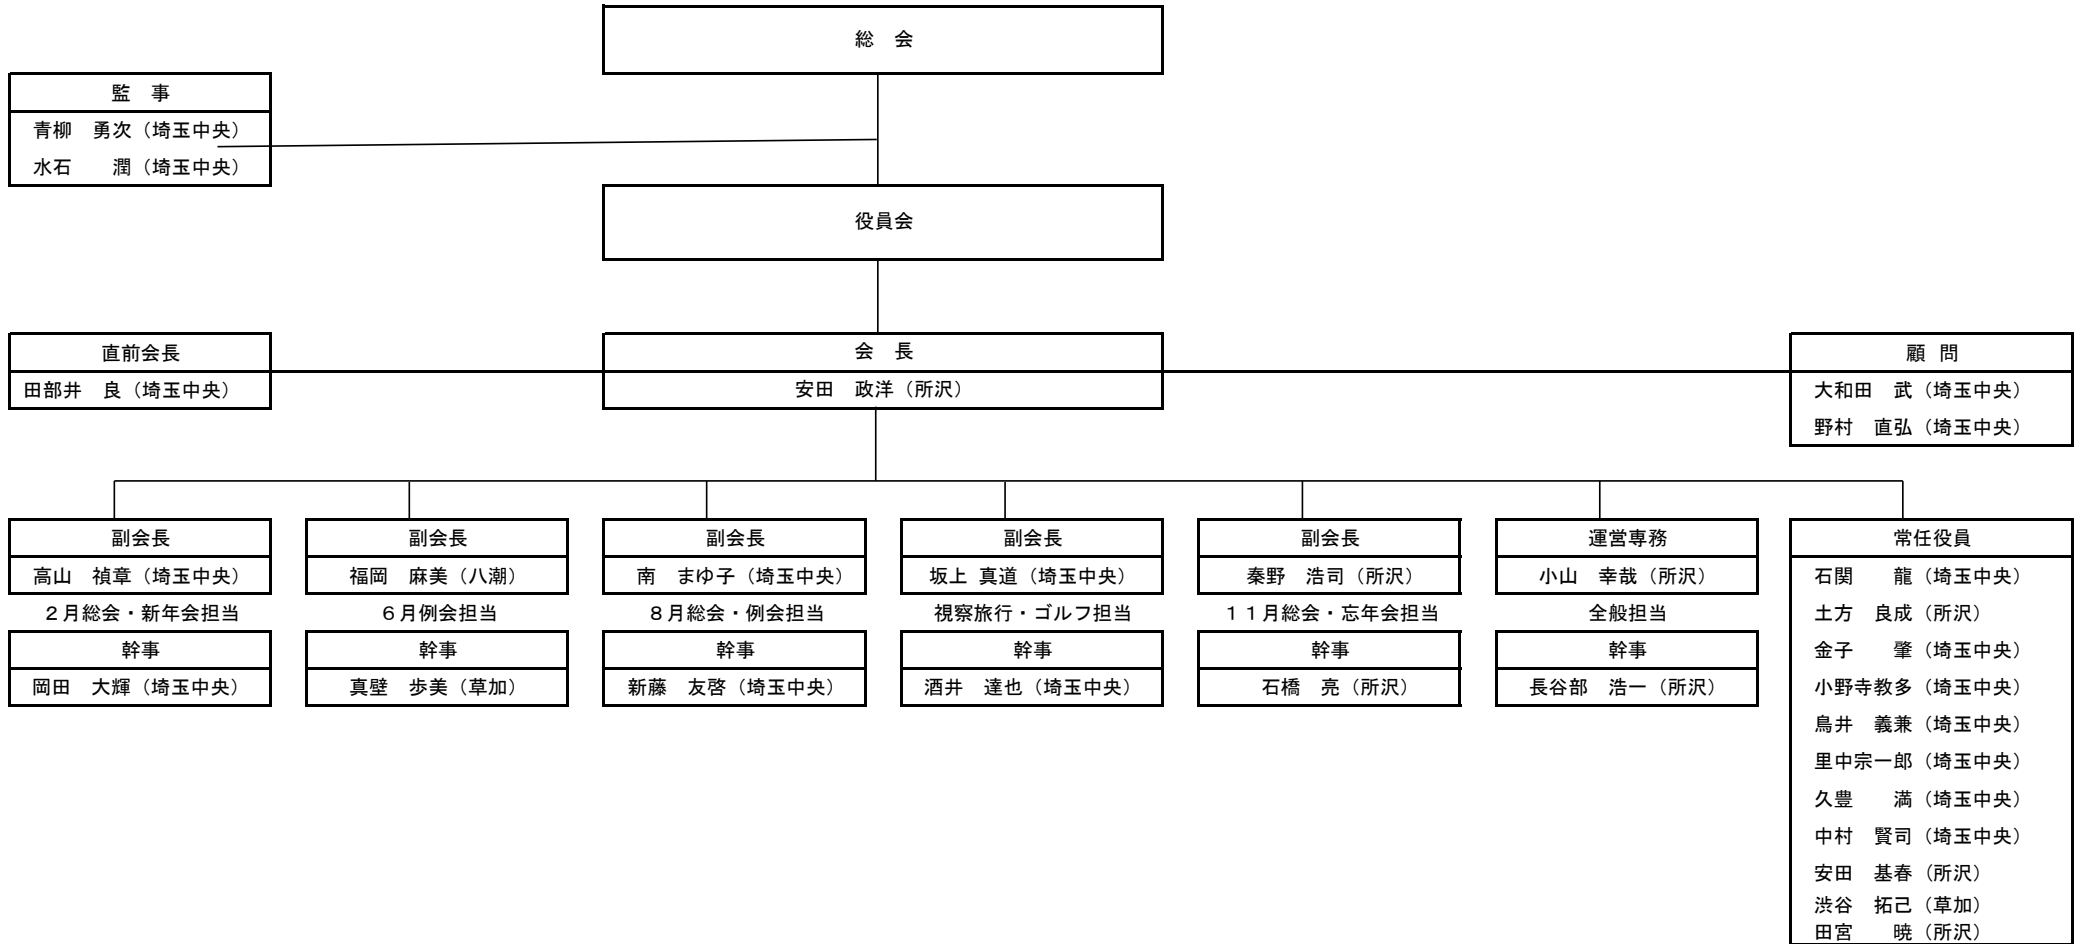 総　会
監　事
青柳　勇次（埼玉中央）
水石　　潤（埼玉中央）
役員会
直前会長
田部井　良（埼玉中央）
会　長
安田　政洋（所沢）
顧　問
大和田　武（埼玉中央）
野村　直弘（埼玉中央）
副会長
高山　禎章（埼玉中央）
２月総会・新年会担当
幹事
岡田　大輝（埼玉中央）
副会長
福岡　麻美（八潮）
６月例会担当
幹事
真壁　歩美（草加）
副会長
南　まゆ子（埼玉中央）
８月総会・例会担当
幹事
新藤　友啓（埼玉中央）
副会長
坂上 真道（埼玉中央）
視察旅行・ゴルフ担当
幹事
酒井　達也（埼玉中央）
副会長
秦野　浩司（所沢）
１１月総会・忘年会担当
幹事
石橋　亮（所沢）
運営専務
小山　幸哉（所沢）
全般担当
幹事
長谷部　浩一（所沢）
常任役員
石関　　龍（埼玉中央）
土方　良成（所沢）
金子　　肇（埼玉中央）
小野寺教多（埼玉中央）
鳥井　義兼（埼玉中央）
里中宗一郎（埼玉中央）
久豊　　満（埼玉中央）
中村　賢司（埼玉中央）
安田　基春（所沢）
渋谷　拓己（草加）
田宮　　暁（所沢）